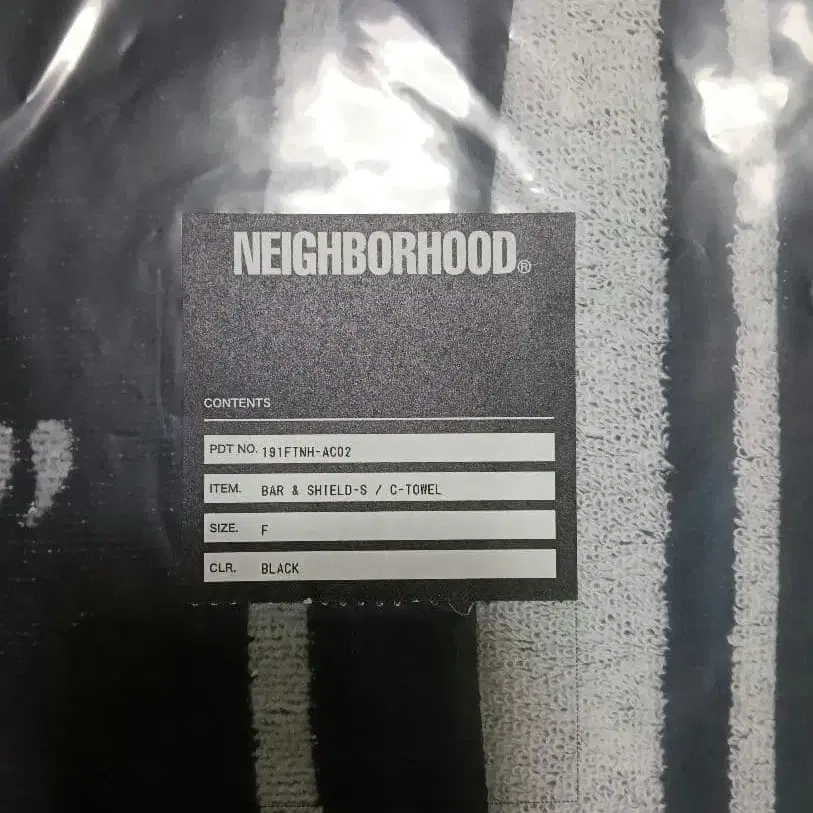 NEIGHBORHOOD®
CONTENTS
PDT NO. 191FTNH-AC02
ITEM. BAR & SHIELD-S / C-TOWEL
SIZE. F
CLR. BLACK